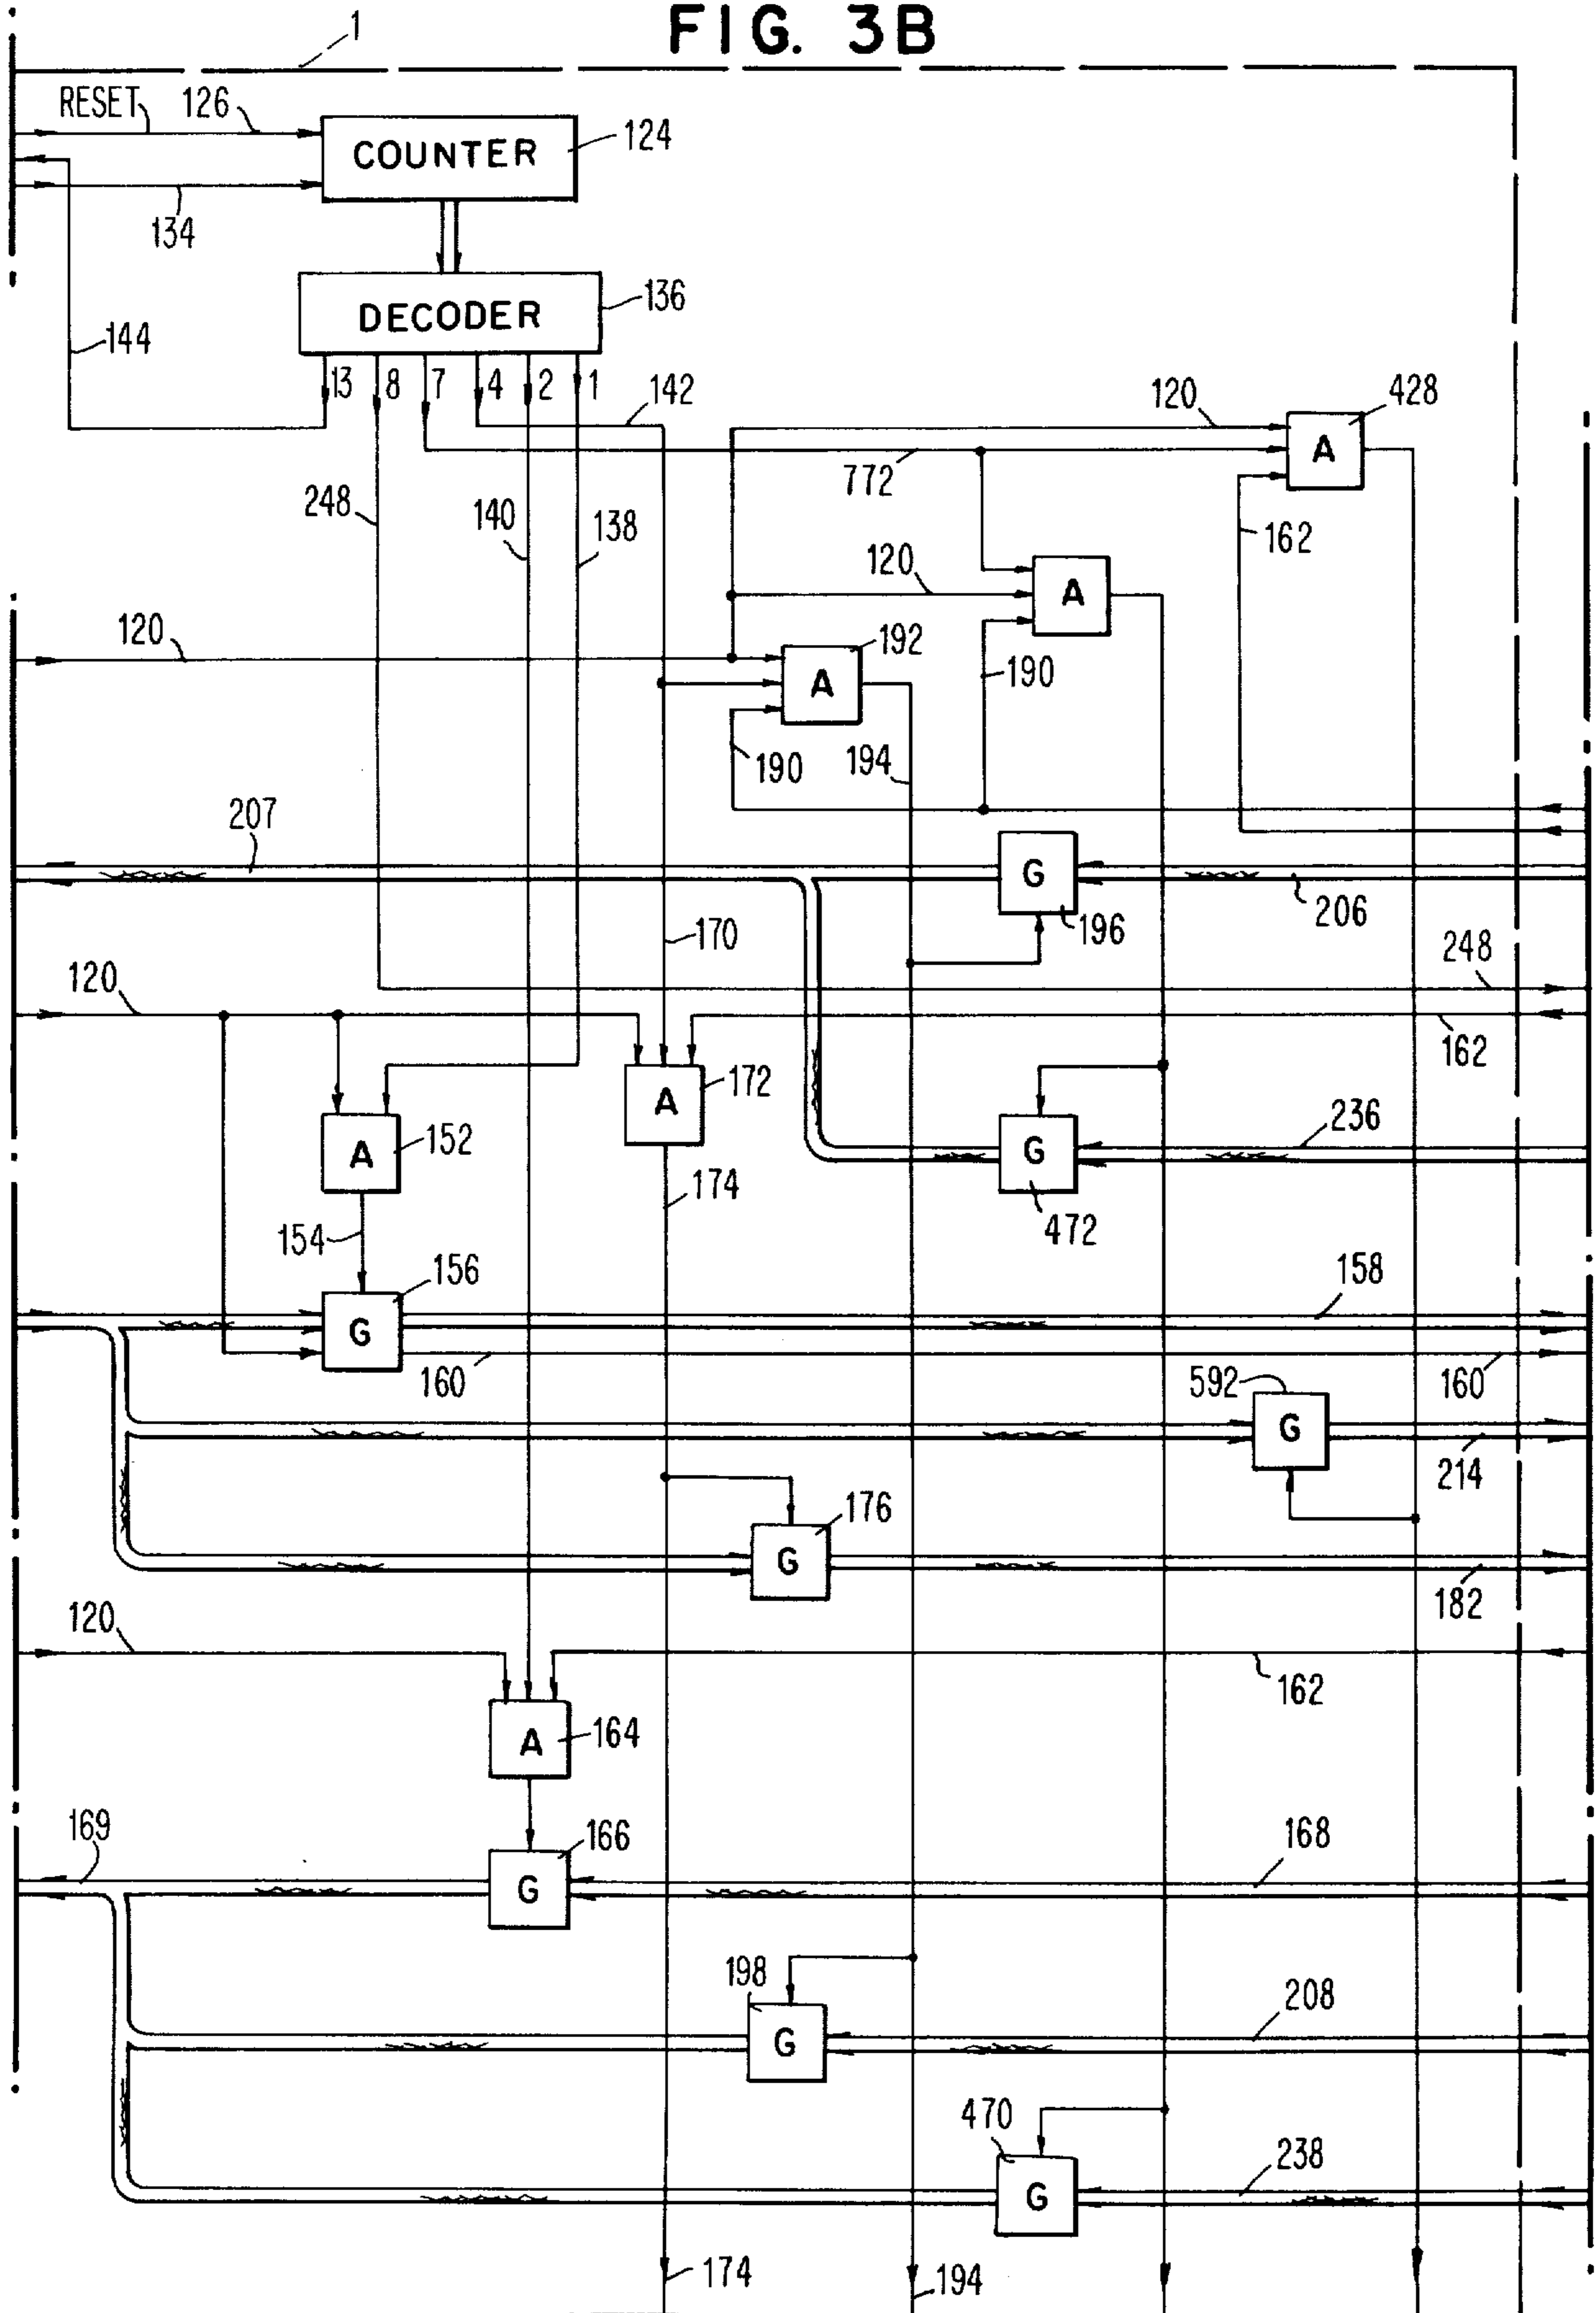 FIG. 3B
1
RESET 126
COUNTER 124
134
DECODER 136
144
13 8 7 4 2 1
142 120 428
A
772
248 140 138 162
120 A
120 192
A 190
190 194
207
G
206
170 196
248
120
162
172
A
152 236
A G
174
154 472
156 158
G
160 592 160
G
214
176
G
182
120
162
164
A
169 166 168
G
198 208
G
470 238
G
174 194